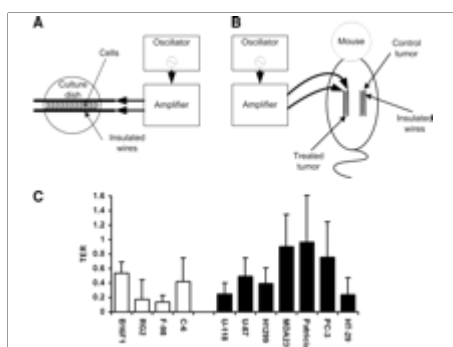 A
Cells
Culture
dish
Oscillator
Amplifier
Insulated
wires
B
Oscillator
Amplifier
Mouse
Control
tumor
Insulated
wires
Treated
tumor
C
TER
1.6
1.4
1.2
1
0.8
0.6
0.4
0.2
0
B16F1
RG2
F-98
C-6
U-118
U-87
H1299
MDA23
Patricia
PC-3
HT-29